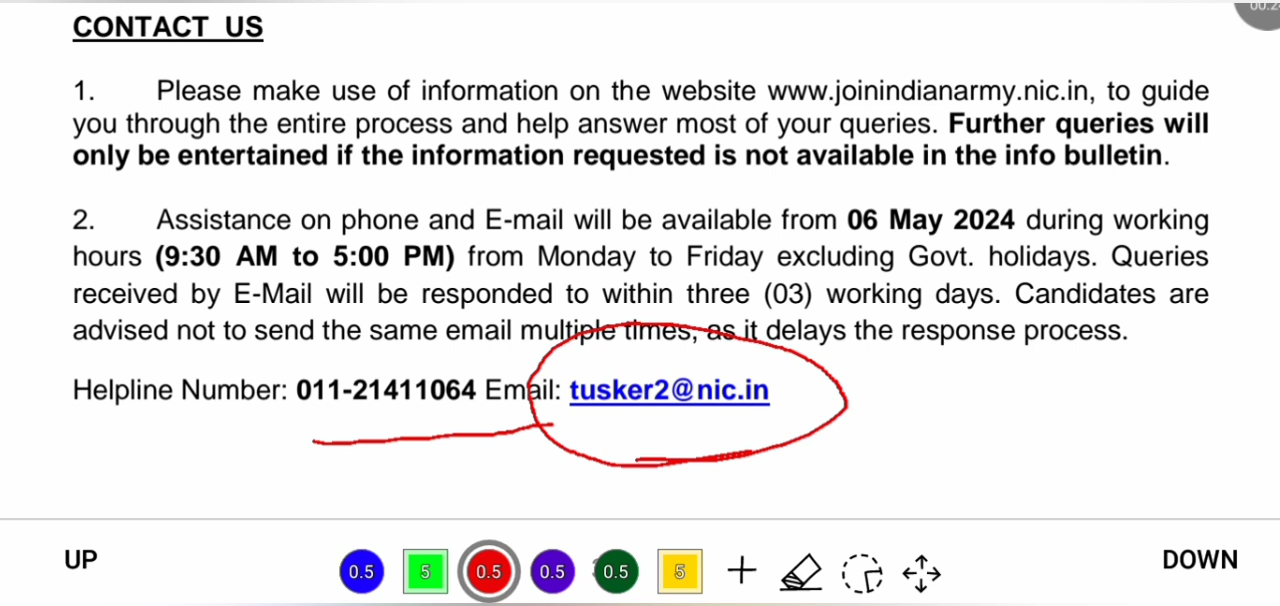 00:2
CONTACT US
1. Please make use of information on the website www.joinindianarmy.nic.in, to guide
you through the entire process and help answer most of your queries. Further queries will
only be entertained if the information requested is not available in the info bulletin.
2. Assistance on phone and E-mail will be available from 06 May 2024 during working
hours (9:30 AM to 5:00 PM) from Monday to Friday excluding Govt. holidays. Queries
received by E-Mail will be responded to within three (03) working days. Candidates are
advised not to send the same email multiple times, as it delays the response process.
Helpline Number: 011-21411064 Email: tusker2@nic.in
UP 0.5 5 0.5 0.5 0.5 5 DOWN